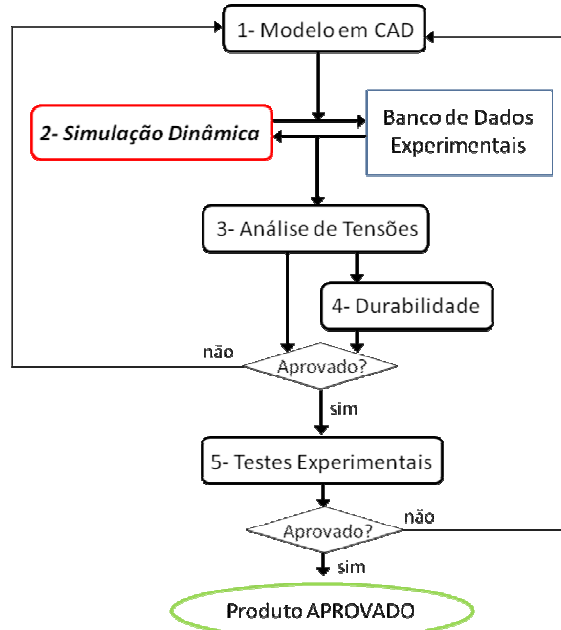 1- Modelo em CAD
2- Simulação Dinâmica
Banco de Dados
Experimentais
3- Análise de Tensões
4- Durabilidade
não
Aprovado?
sim
5- Testes Experimentais
não
Aprovado?
sim
Produto APROVADO